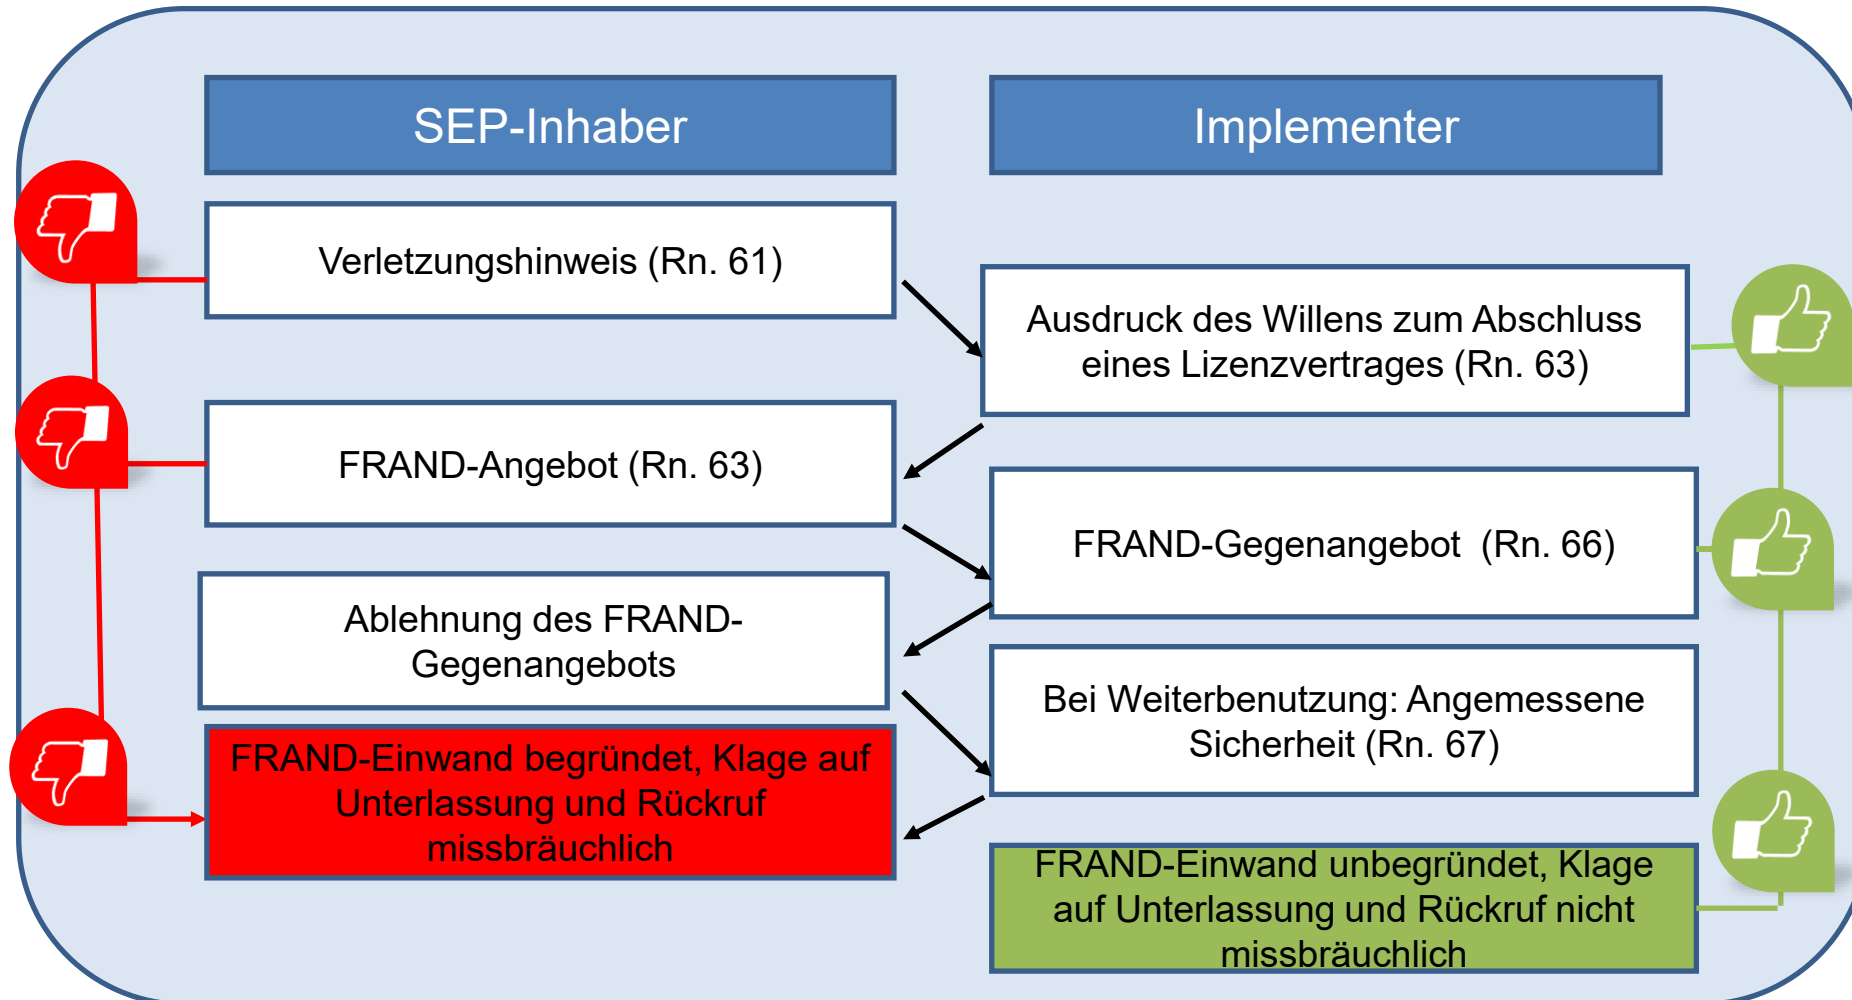 SEP-Inhaber
Implementer
Verletzungshinweis (Rn. 61)
Ausdruck des Willens zum Abschluss
eines Lizenzvertrages (Rn. 63)
FRAND-Angebot (Rn. 63)
FRAND-Gegenangebot (Rn. 66)
Ablehnung des FRAND-
Gegenangebots
Bei Weiterbenutzung: Angemessene
Sicherheit (Rn. 67)
FRAND-Einwand begründet, Klage auf
Unterlassung und Rückruf
missbräuchlich
FRAND-Einwand unbegründet, Klage
auf Unterlassung und Rückruf nicht
missbräuchlich